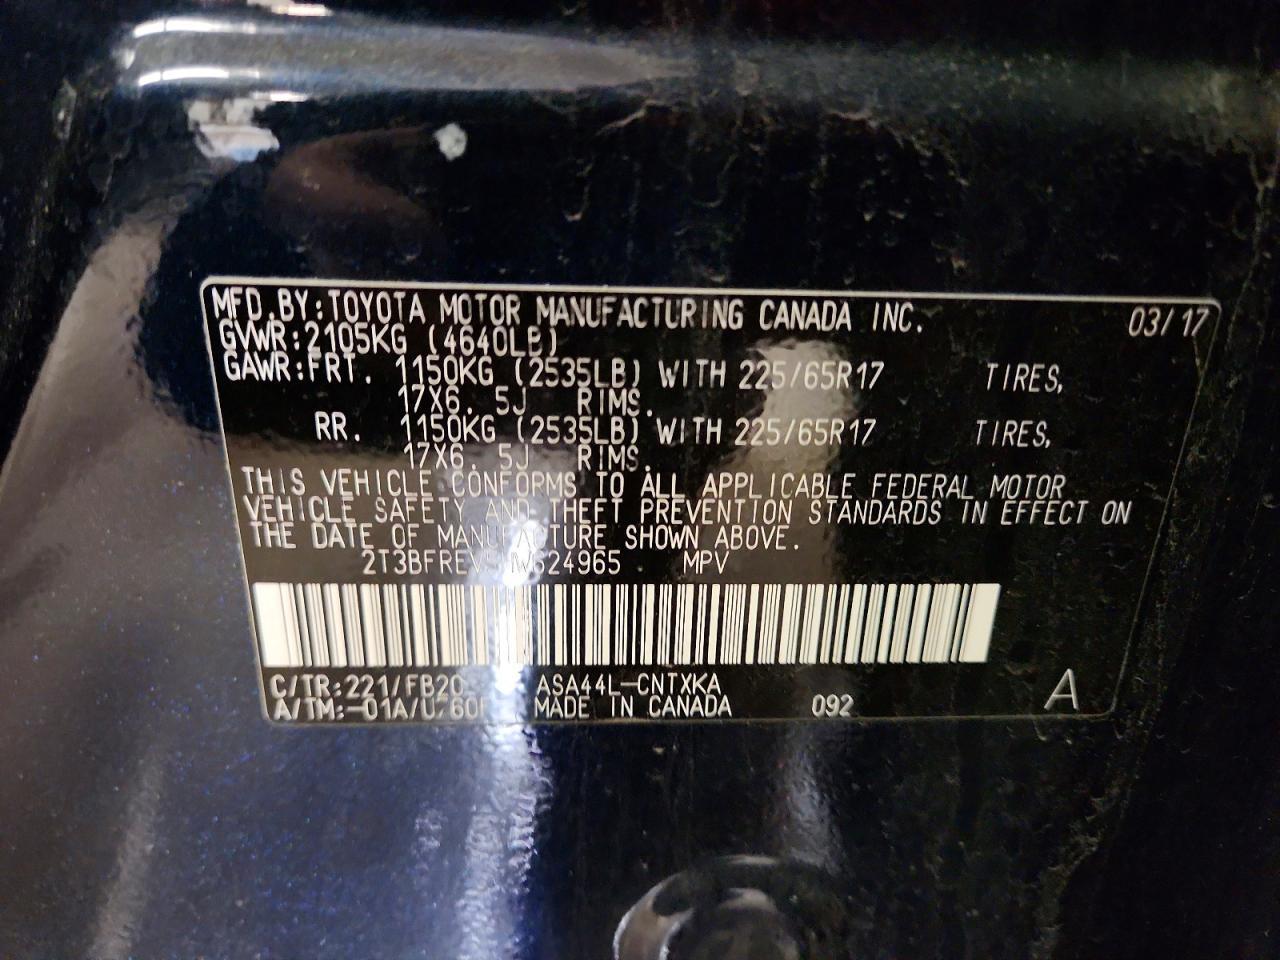 MFD.BY:TOYOTA MOTOR MANUFACTURING CANADA INC. 03/17
GVWR:2105KG (4640LB)
GAWR:FRT. 1150KG (2535LB) WITH 225/65R17 TIRES,
17X6.5J RIMS.
RR. 1150KG (2535LB) WITH 225/65R17 TIRES,
17X6.5J RIMS.
THIS VEHICLE CONFORMS TO ALL APPLICABLE FEDERAL MOTOR
VEHICLE SAFETY AND THEFT PREVENTION STANDARDS IN EFFECT ON
THE DATE OF MANUFACTURE SHOWN ABOVE.
MPV
C/TR:221/FB20 ASA44L-CNTXKA
MADE IN CANADA 092 A